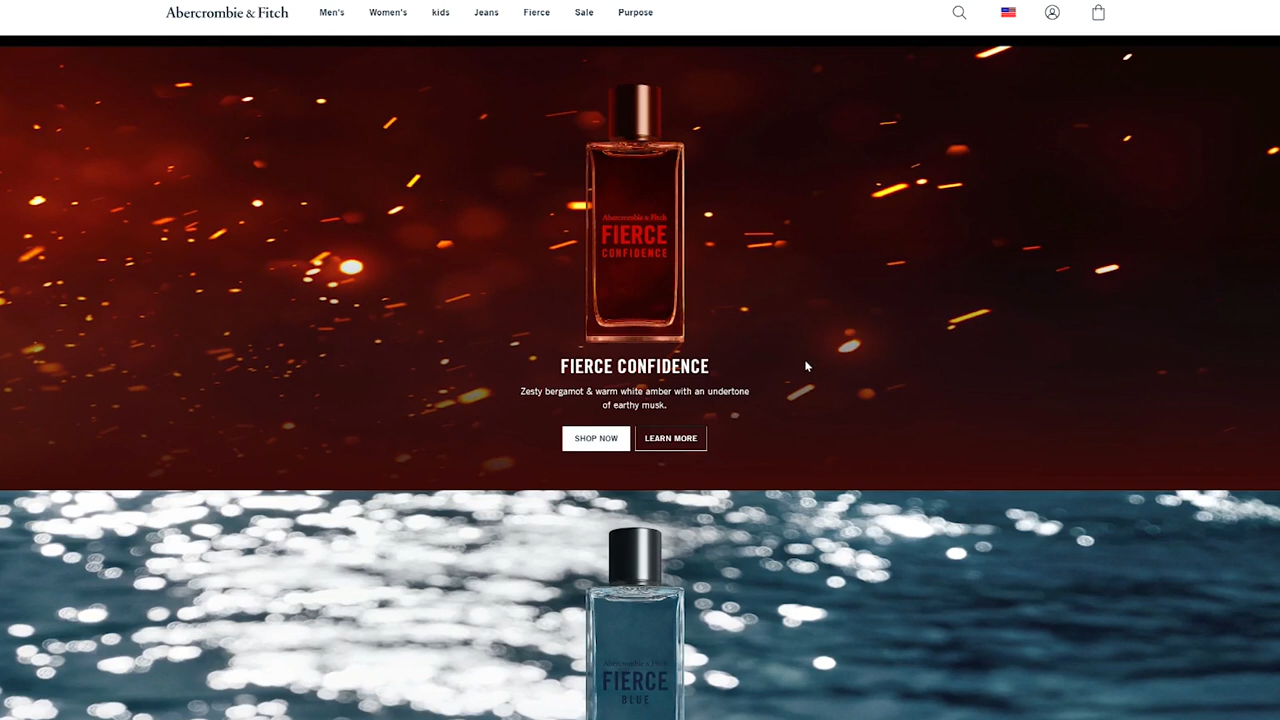 Abercrombie & Fitch Men's Women's kids Jeans Fierce Sale Purpose
Abercrombie & Fitch
FIERCE
CONFIDENCE
FIERCE CONFIDENCE
Zesty bergamot & warm white amber with an undertone
of earthy musk.
SHOP NOW LEARN MORE
Abercrombie & Fitch
FIERCE
BLUE